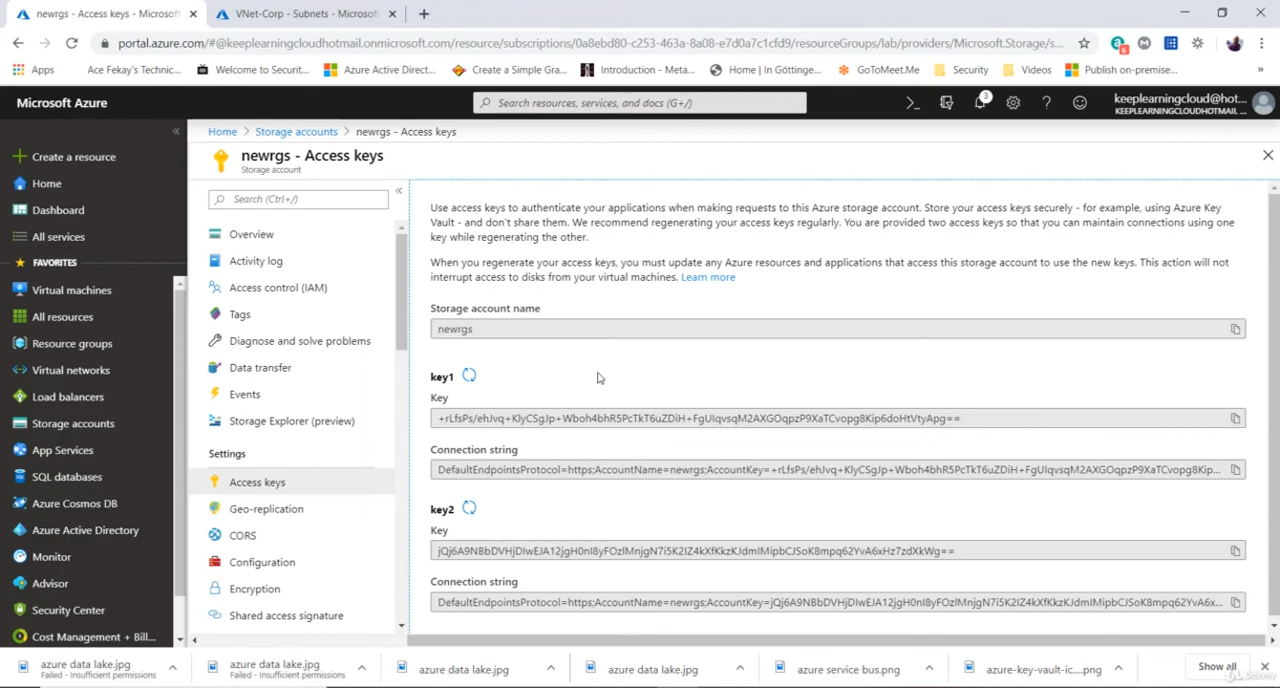 newrgs - Access keys - Microsoft
VNet-Corp - Subnets - Microsoft
portal.azure.com/#@keeplearningcloudhotmail.onmicrosoft.com/resource/subscriptions/0a8ebd80-c253-463a-8a08-e7d0a7c1cfd9/resourceGroups/lab/providers/Microsoft.Storage/s...
Apps
Ace Fekay's Technic...
Welcome to Securit...
Azure Active Direct...
Create a Simple Gra...
Introduction - Meta...
Home | In Göttinge...
GoToMeet.Me
Security
Videos
Publish on-premise...
»
Microsoft Azure
Search resources, services, and docs (G+/)
3
keeplearningcloud@hot...
KEEPLEARNINGCLOUDHOTMAIL ...
Create a resource
Home
Dashboard
All services
FAVORITES
Virtual machines
All resources
Resource groups
Virtual networks
Load balancers
Storage accounts
App Services
SQL databases
Azure Cosmos DB
Azure Active Directory
Monitor
Advisor
Security Center
Cost Management + Bill...
Home > Storage accounts > newrgs - Access keys
newrgs - Access keys
Storage account
Search (Ctrl+/)
Overview
Activity log
Access control (IAM)
Tags
Diagnose and solve problems
Data transfer
Events
Storage Explorer (preview)
Settings
Access keys
Geo-replication
CORS
Configuration
Encryption
Shared access signature
Use access keys to authenticate your applications when making requests to this Azure storage account. Store your access keys securely - for example, using Azure Key
Vault - and don't share them. We recommend regenerating your access keys regularly. You are provided two access keys so that you can maintain connections using one
key while regenerating the other.
When you regenerate your access keys, you must update any Azure resources and applications that access this storage account to use the new keys. This action will not
interrupt access to disks from your virtual machines. Learn more
Storage account name
newrgs
key1
Key
Connection string
key2
Key
Connection string
azure data lake.jpg
Failed - Insufficient permissions
azure data lake.jpg
Failed - Insufficient permissions
azure data lake.jpg
azure data lake.jpg
azure service bus.png
azure-key-vault-ic....png
Show all
Udemy